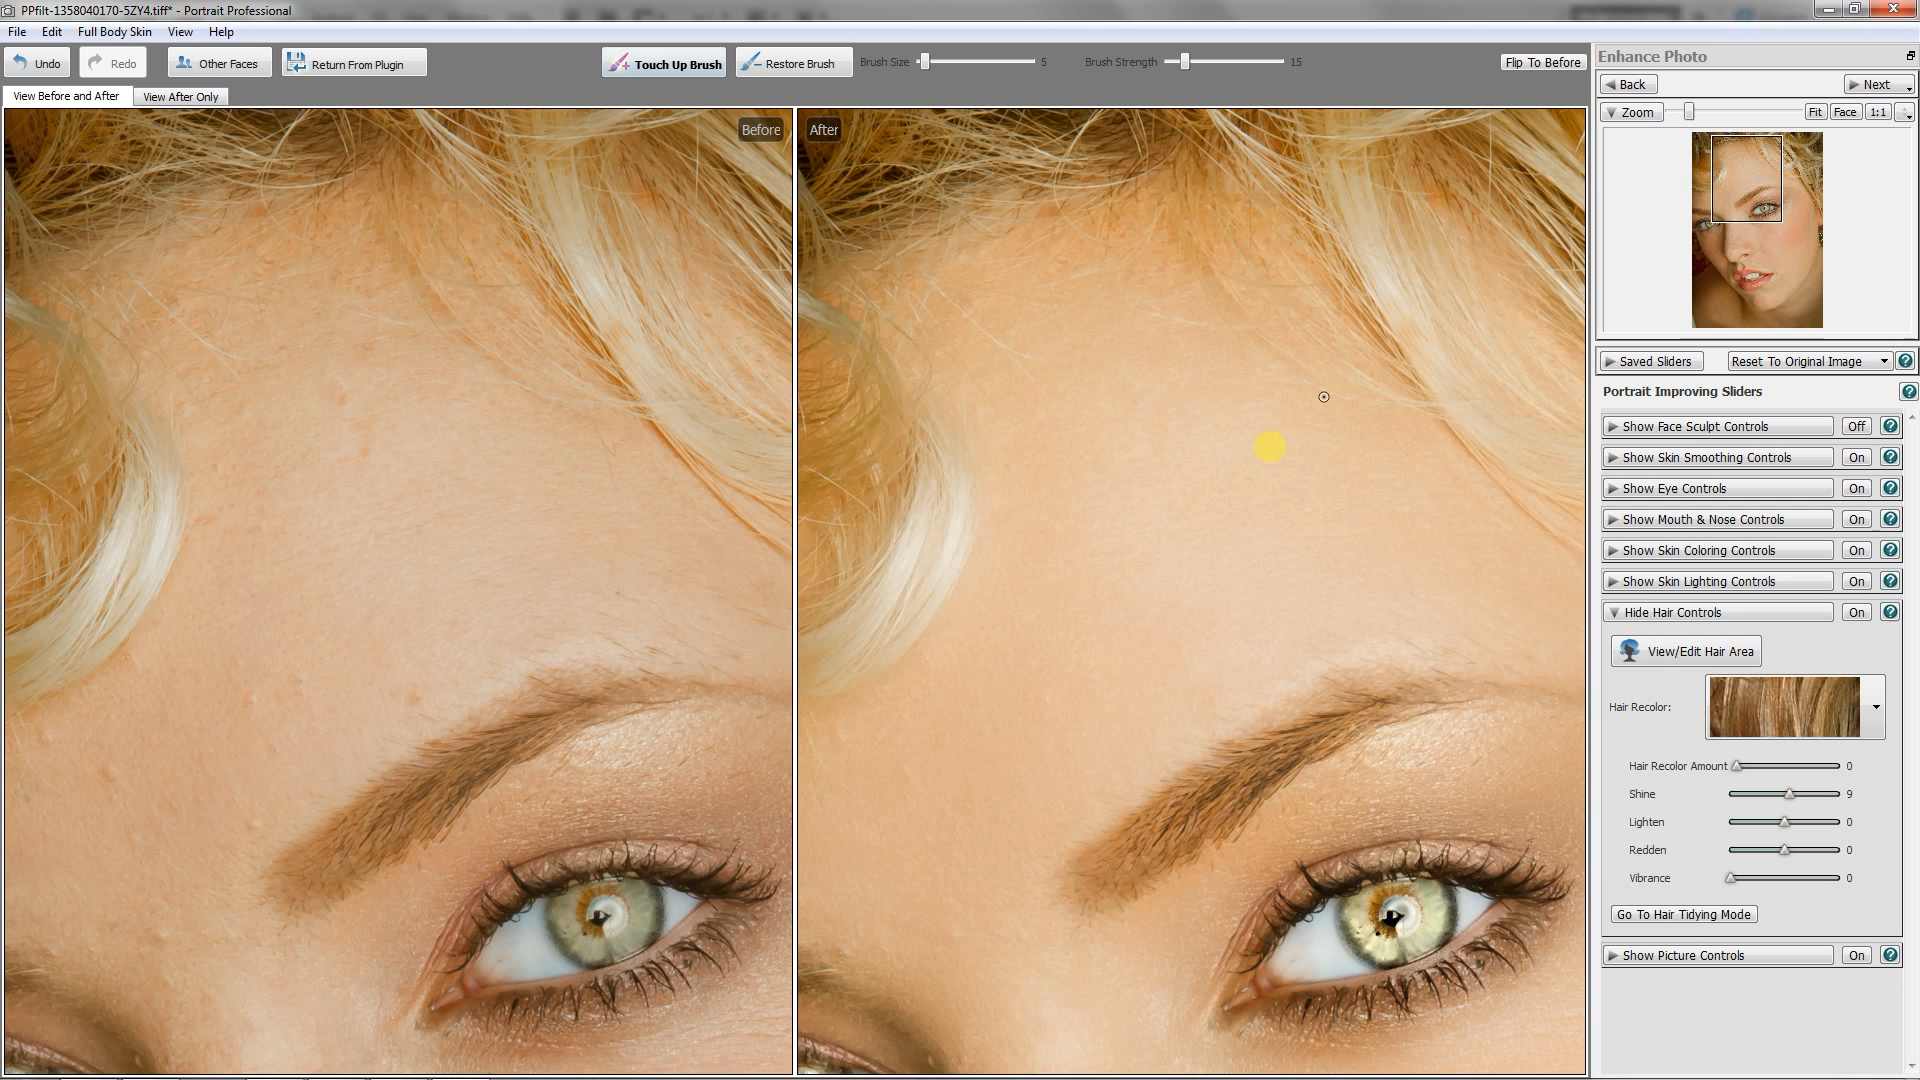 PPfilt-1358040170-5ZY4.tiff* - Portrait Professional
File Edit Full Body Skin View Help
Undo Redo Other Faces Return From Plugin Touch Up Brush Restore Brush Brush Size 5 Brush Strength 15 Flip To Before
View Before and After View After Only
Before After
Enhance Photo
Back Next
Zoom Fit Face 1:1
Saved Sliders Reset To Original Image ?
Portrait Improving Sliders ?
Show Face Sculpt Controls Off ?
Show Skin Smoothing Controls On ?
Show Eye Controls On ?
Show Mouth & Nose Controls On ?
Show Skin Coloring Controls On ?
Show Skin Lighting Controls On ?
Hide Hair Controls On ?
View/Edit Hair Area
Hair Recolor:
Hair Recolor Amount 0
Shine 9
Lighten 0
Redden 0
Vibrance 0
Go To Hair Tidying Mode
Show Picture Controls On ?